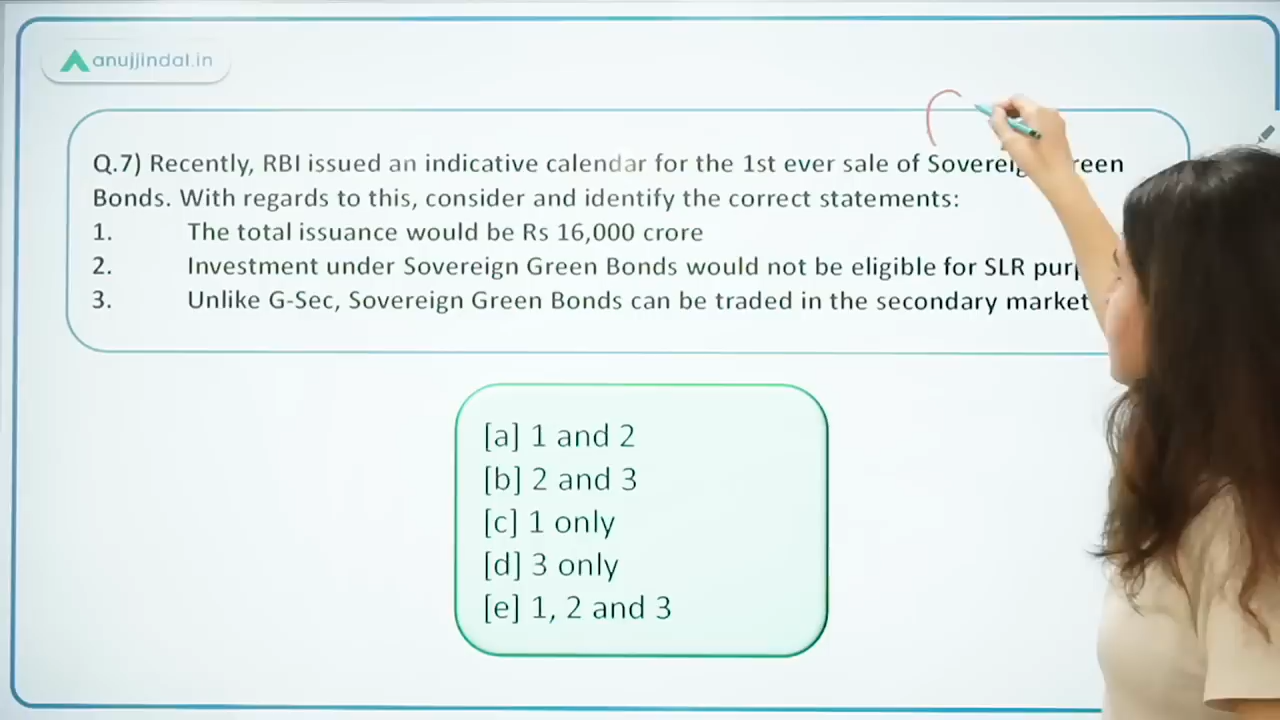 anujjindal.in
Q.7) Recently, RBI issued an indicative calendar for the 1st ever sale of
Bonds. With regards to this, consider and identify the correct statements:
1. The total issuance would be Rs 16,000 crore
2. Investment under Sovereign Green Bonds would not be eligible for SLR
3. Unlike G-Sec, Sovereign Green Bonds can be traded in the secondary market
[a] 1 and 2
[b] 2 and 3
[c] 1 only
[d] 3 only
[e] 1, 2 and 3